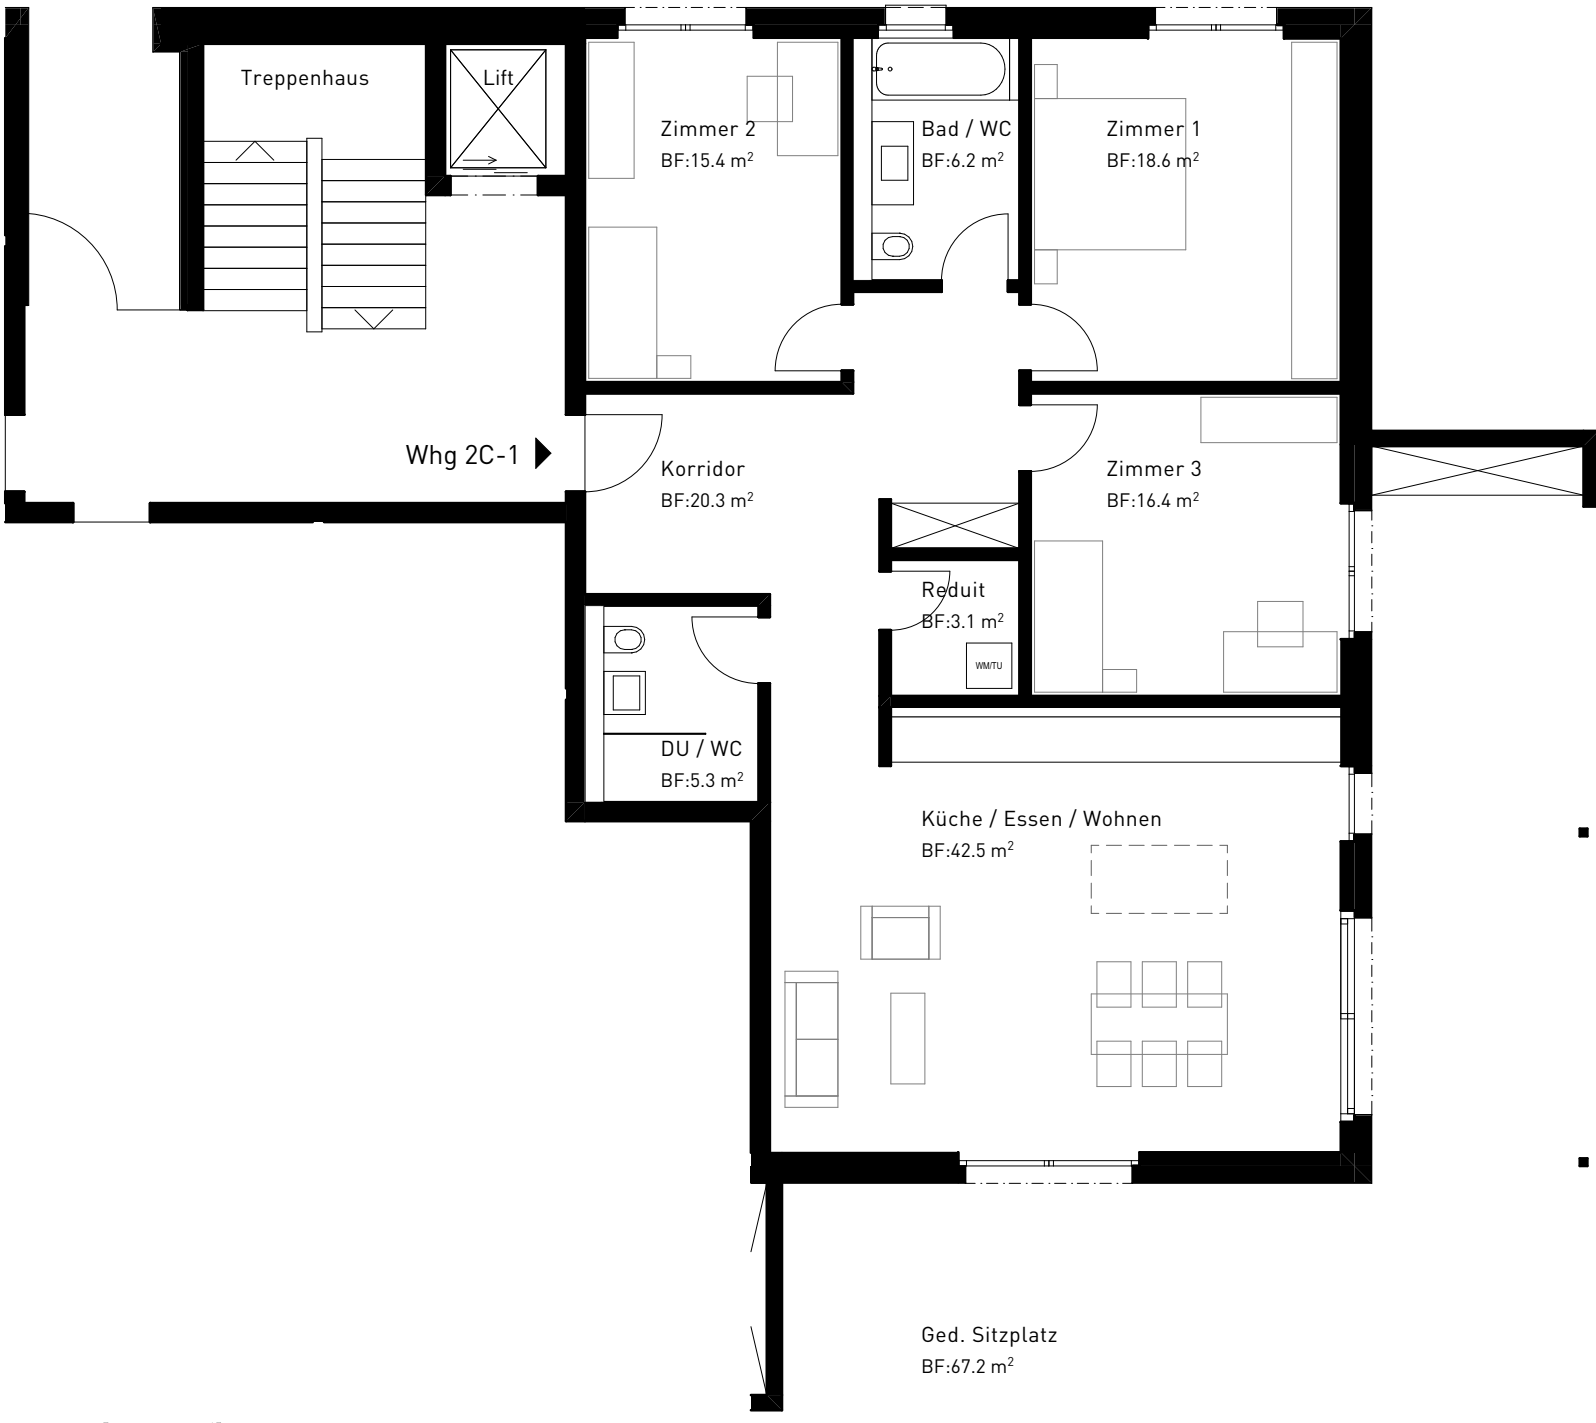 Treppenhaus
Lift
Zimmer 2
BF:15.4 m²
Bad / WC
BF:6.2 m²
Zimmer 1
BF:18.6 m²
Whg 2C-1
Korridor
BF:20.3 m²
Zimmer 3
BF:16.4 m²
Reduit
BF:3.1 m²
WM/TU
DU / WC
BF:5.3 m²
Küche / Essen / Wohnen
BF:42.5 m²
Ged. Sitzplatz
BF:67.2 m²